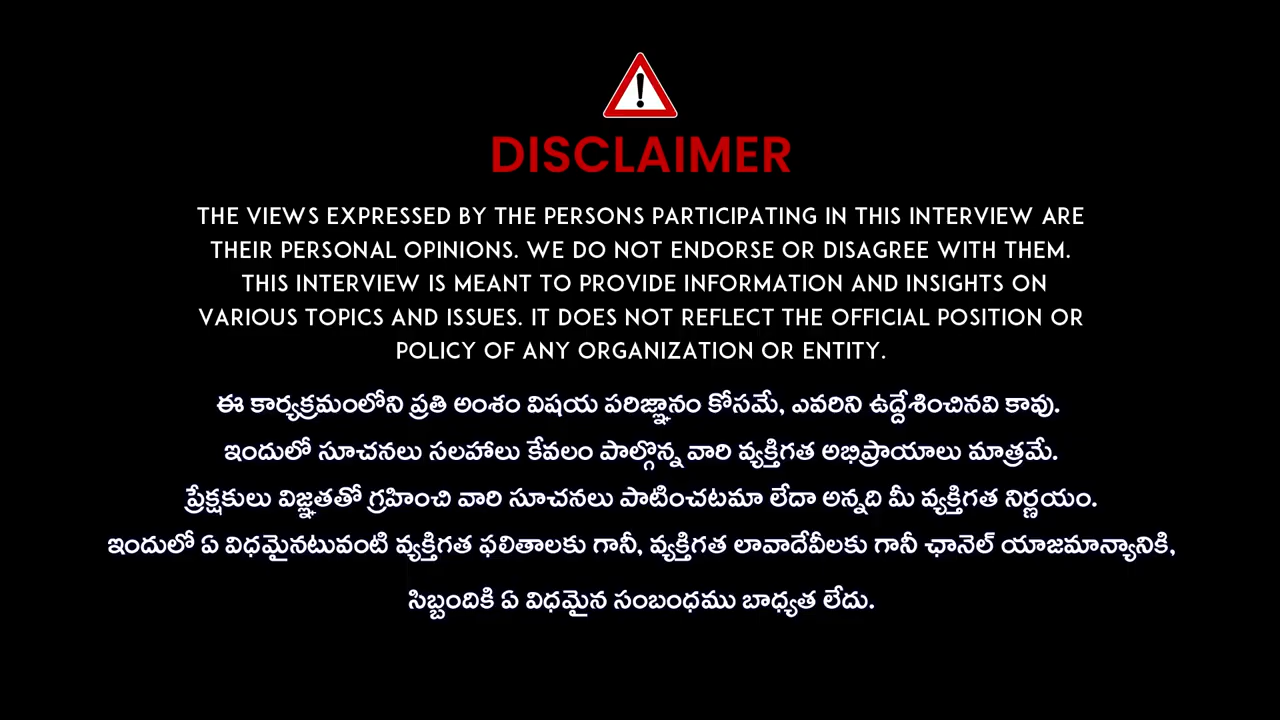 DISCLAIMER
THE VIEWS EXPRESSED BY THE PERSONS PARTICIPATING IN THIS INTERVIEW ARE
THEIR PERSONAL OPINIONS. WE DO NOT ENDORSE OR DISAGREE WITH THEM.
THIS INTERVIEW IS MEANT TO PROVIDE INFORMATION AND INSIGHTS ON
VARIOUS TOPICS AND ISSUES. IT DOES NOT REFLECT THE OFFICIAL POSITION OR
POLICY OF ANY ORGANIZATION OR ENTITY.
ఈ కార్యక్రమంలోని ప్రతి అంశం విషయ పరిజ్ఞానం కోసమే, ఎవరిని ఉద్దేశించినవి కావు.
ఇందులో సూచనలు సలహాలు కేవలం పాల్గొన్న వారి వ్యక్తిగత అభిప్రాయాలు మాత్రమే.
ప్రేక్షకులు విజ్ఞతతో గ్రహించి వారి సూచనలు పాటించటమా లేదా అన్నది మీ వ్యక్తిగత నిర్ణయం.
ఇందులో ఏ విధమైనటువంటి వ్యక్తిగత ఫలితాలకు గానీ, వ్యక్తిగత లావాదేవీలకు గానీ ఛానెల్ యాజమాన్యానికి,
సిబ్బందికి ఏ విధమైన సంబంధము బాధ్యత లేదు.